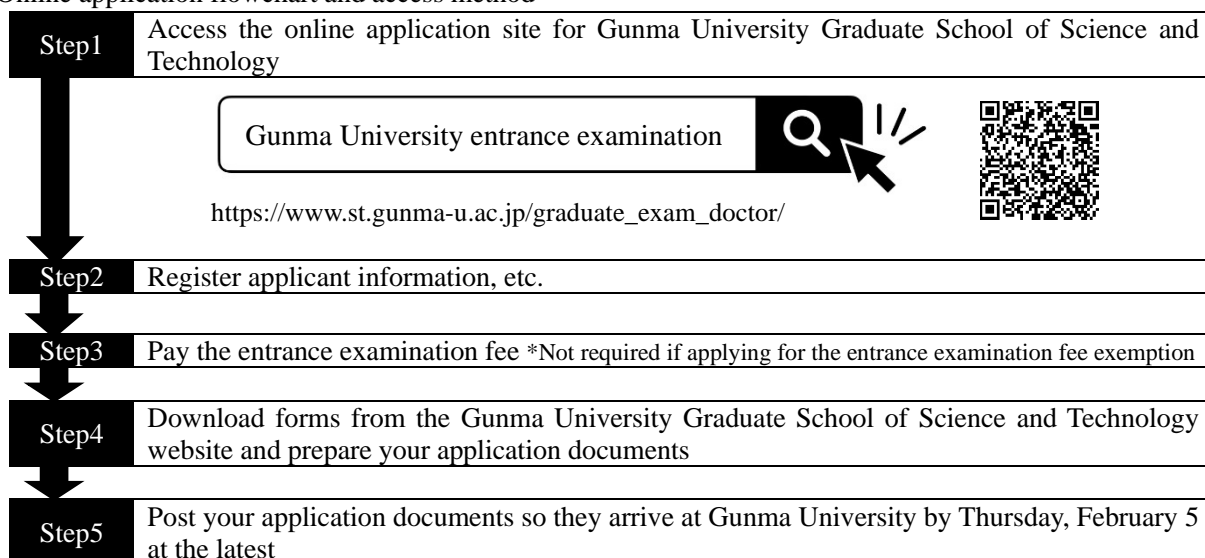 Online application flowchart and access method
Step1
Access the online application site for Gunma University Graduate School of Science and
Technology
Gunma University entrance examination
https://www.st.gunma-u.ac.jp/graduate_exam_doctor/
Step2
Register applicant information, etc.
Step3
Pay the entrance examination fee *Not required if applying for the entrance examination fee exemption
Step4
Download forms from the Gunma University Graduate School of Science and Technology
website and prepare your application documents
Step5
Post your application documents so they arrive at Gunma University by Thursday, February 5
at the latest